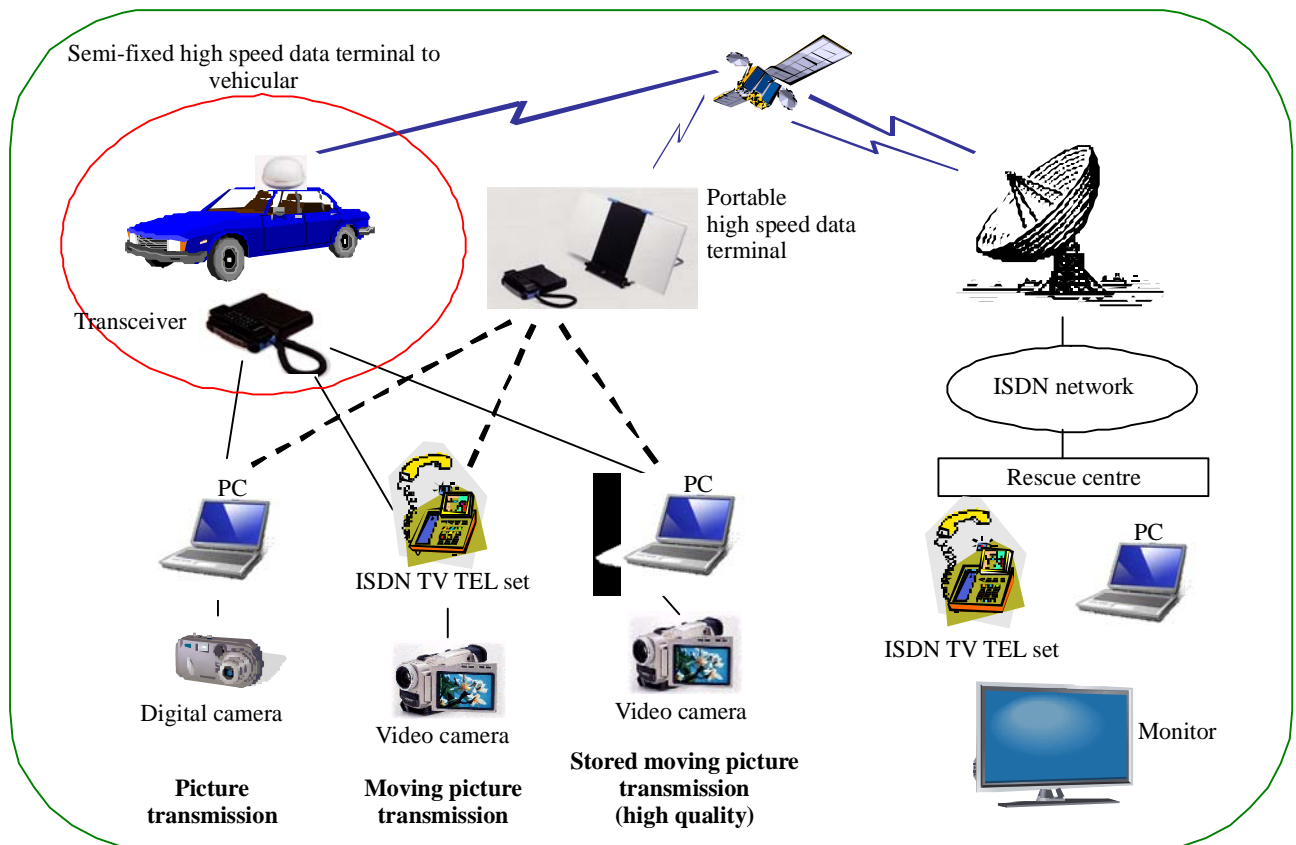 Semi-fixed high speed data terminal to
vehicular
Portable
high speed data
terminal
Transceiver
ISDN network
Rescue centre
PC
PC
PC
ISDN TV TEL set
ISDN TV TEL set
Digital camera
Video camera
Video camera
Monitor
Picture
transmission
Moving picture
transmission
Stored moving picture
transmission
(high quality)